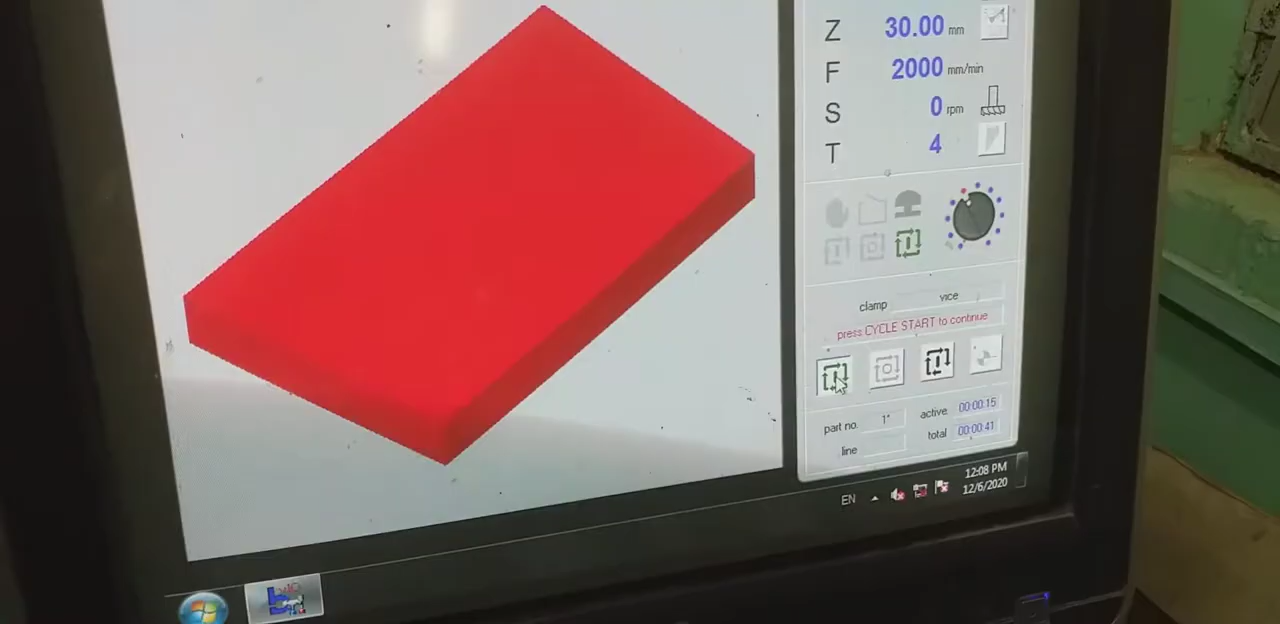 Z 30.00 mm
F 2000 mm/min
S 0 rpm
T 4
clamp vice
press CYCLE START to continue
part no. 1*
active 00:00:15
line
total 00:00:41
EN
12:08 PM
12/6/2020